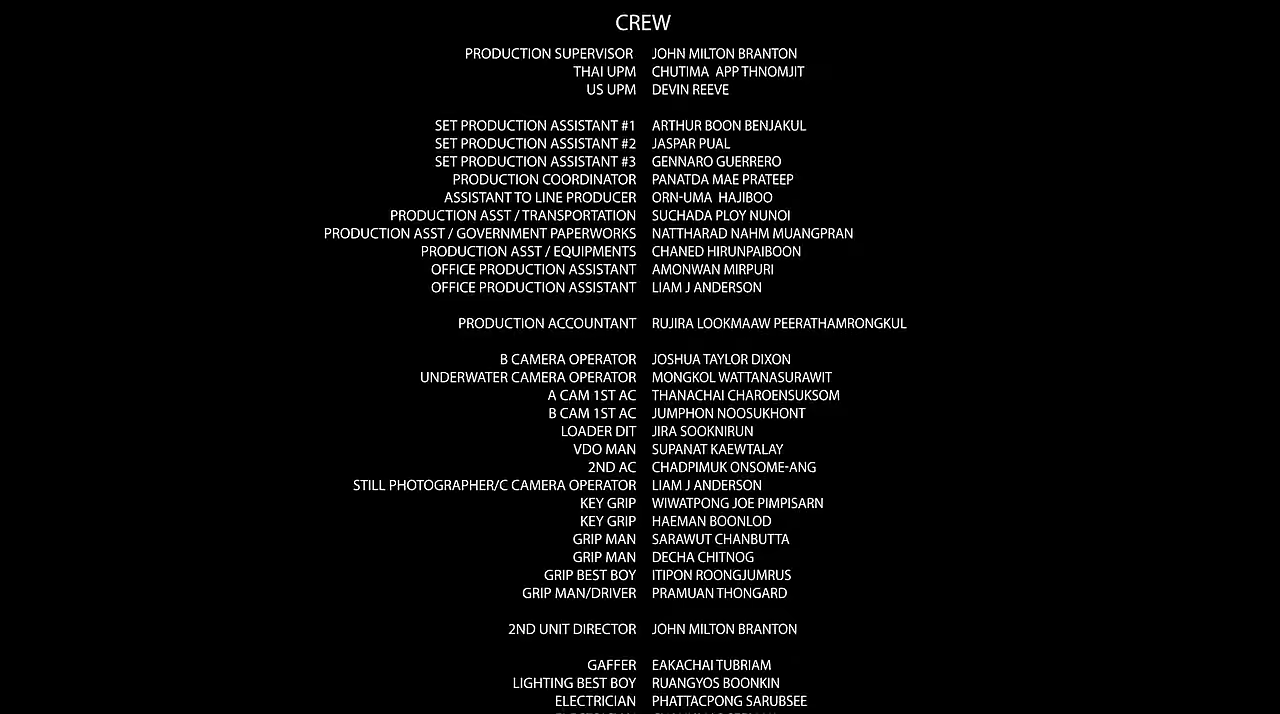 CREW
PRODUCTION SUPERVISOR JOHN MILTON BRANTON
THAI UPM CHUTIMA APP THNOMJIT
US UPM DEVIN REEVE
SET PRODUCTION ASSISTANT #1 ARTHUR BOON BENJAKUL
SET PRODUCTION ASSISTANT #2 JASPAR PUAL
SET PRODUCTION ASSISTANT #3 GENNARO GUERRERO
PRODUCTION COORDINATOR PANATDA MAE PRATEEP
ASSISTANT TO LINE PRODUCER ORN-UMA HAJIBOO
PRODUCTION ASST / TRANSPORTATION SUCHADA PLOY NUNOI
PRODUCTION ASST / GOVERNMENT PAPERWORKS NATTHARAD NAHM MUANGPRAN
PRODUCTION ASST / EQUIPMENTS CHANED HIRUNPAIBOON
OFFICE PRODUCTION ASSISTANT AMONWAN MIRPURI
OFFICE PRODUCTION ASSISTANT LIAM J ANDERSON
PRODUCTION ACCOUNTANT RUJIRA LOOKMAAW PEERATHAMRONGKUL
B CAMERA OPERATOR JOSHUA TAYLOR DIXON
UNDERWATER CAMERA OPERATOR MONGKOL WATTANASURAWIT
A CAM 1ST AC THANACHAI CHAROENSUKSOM
B CAM 1ST AC JUMPHON NOOSUKHONT
LOADER DIT JIRA SOOKNIRUN
VDO MAN SUPANAT KAEWTALAY
2ND AC CHADPIMUK ONSOME-ANG
STILL PHOTOGRAPHER/C CAMERA OPERATOR LIAM J ANDERSON
KEY GRIP WIWATPONG JOE PIMPISARN
KEY GRIP HAEMAN BOONLOD
GRIP MAN SARAWUT CHANBUTTA
GRIP MAN DECHA CHITNOG
GRIP BEST BOY ITIPON ROONGJUMRUS
GRIP MAN/DRIVER PRAMUAN THONGARD
2ND UNIT DIRECTOR JOHN MILTON BRANTON
GAFFER EAKACHAI TUBRIAM
LIGHTING BEST BOY RUANGYOS BOONKIN
ELECTRICIAN PHATTACPONG SARUBSEE